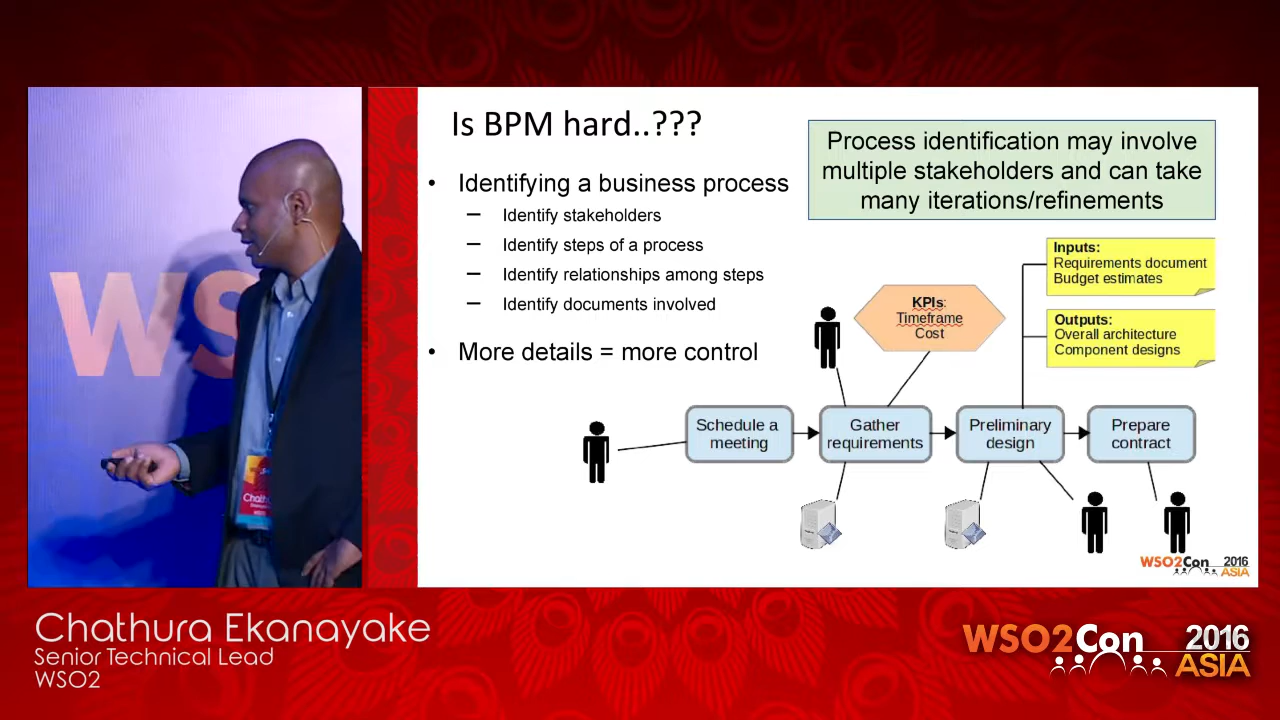 WS
Chathura
Is BPM hard..???
• Identifying a business process
– Identify stakeholders
– Identify steps of a process
– Identify relationships among steps
– Identify documents involved
• More details = more control
Process identification may involve
multiple stakeholders and can take
many iterations/refinements
Inputs:
Requirements document
Budget estimates
KPIs:
Timeframe
Cost
Outputs:
Overall architecture
Component designs
Schedule a
meeting
Gather
requirements
Preliminary
design
Prepare
contract
WSO2Con 2016
ASIA
Chathura Ekanayake
Senior Technical Lead
WSO2
WSO2Con 2016
ASIA